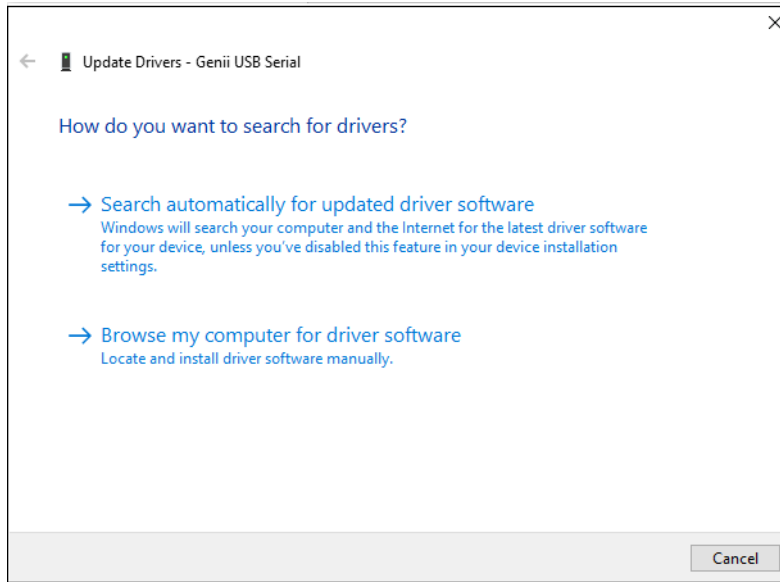 Update Drivers - Genii USB Serial
How do you want to search for drivers?
Search automatically for updated driver software
Windows will search your computer and the Internet for the latest driver software
for your device, unless you've disabled this feature in your device installation
settings.
Browse my computer for driver software
Locate and install driver software manually.
Cancel